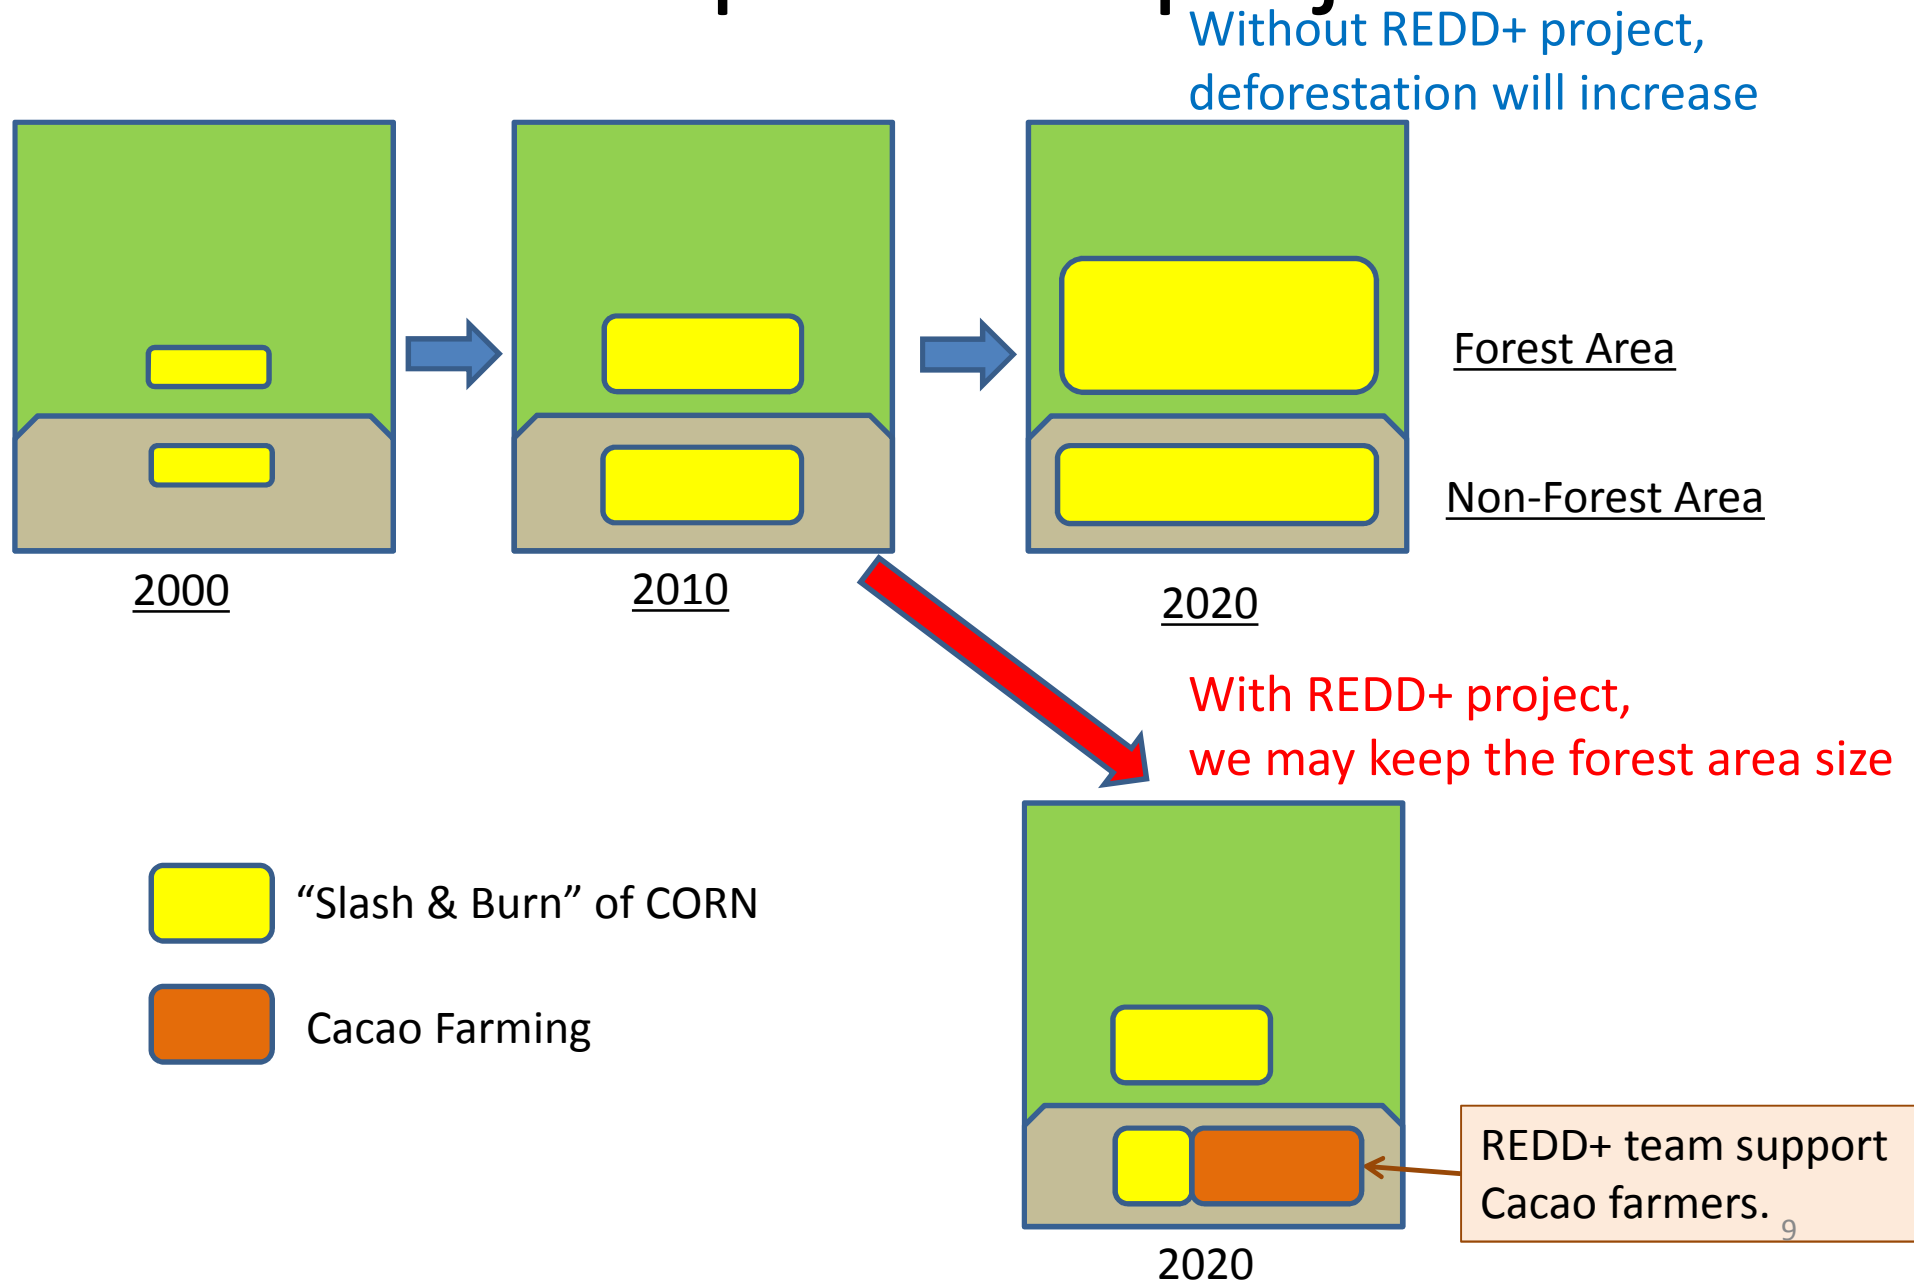 Without REDD+ project,
deforestation will increase
Forest Area
Non-Forest Area
2000
2010
2020
With REDD+ project,
we may keep the forest area size
“Slash & Burn” of CORN
Cacao Farming
REDD+ team support
Cacao farmers.
9
2020